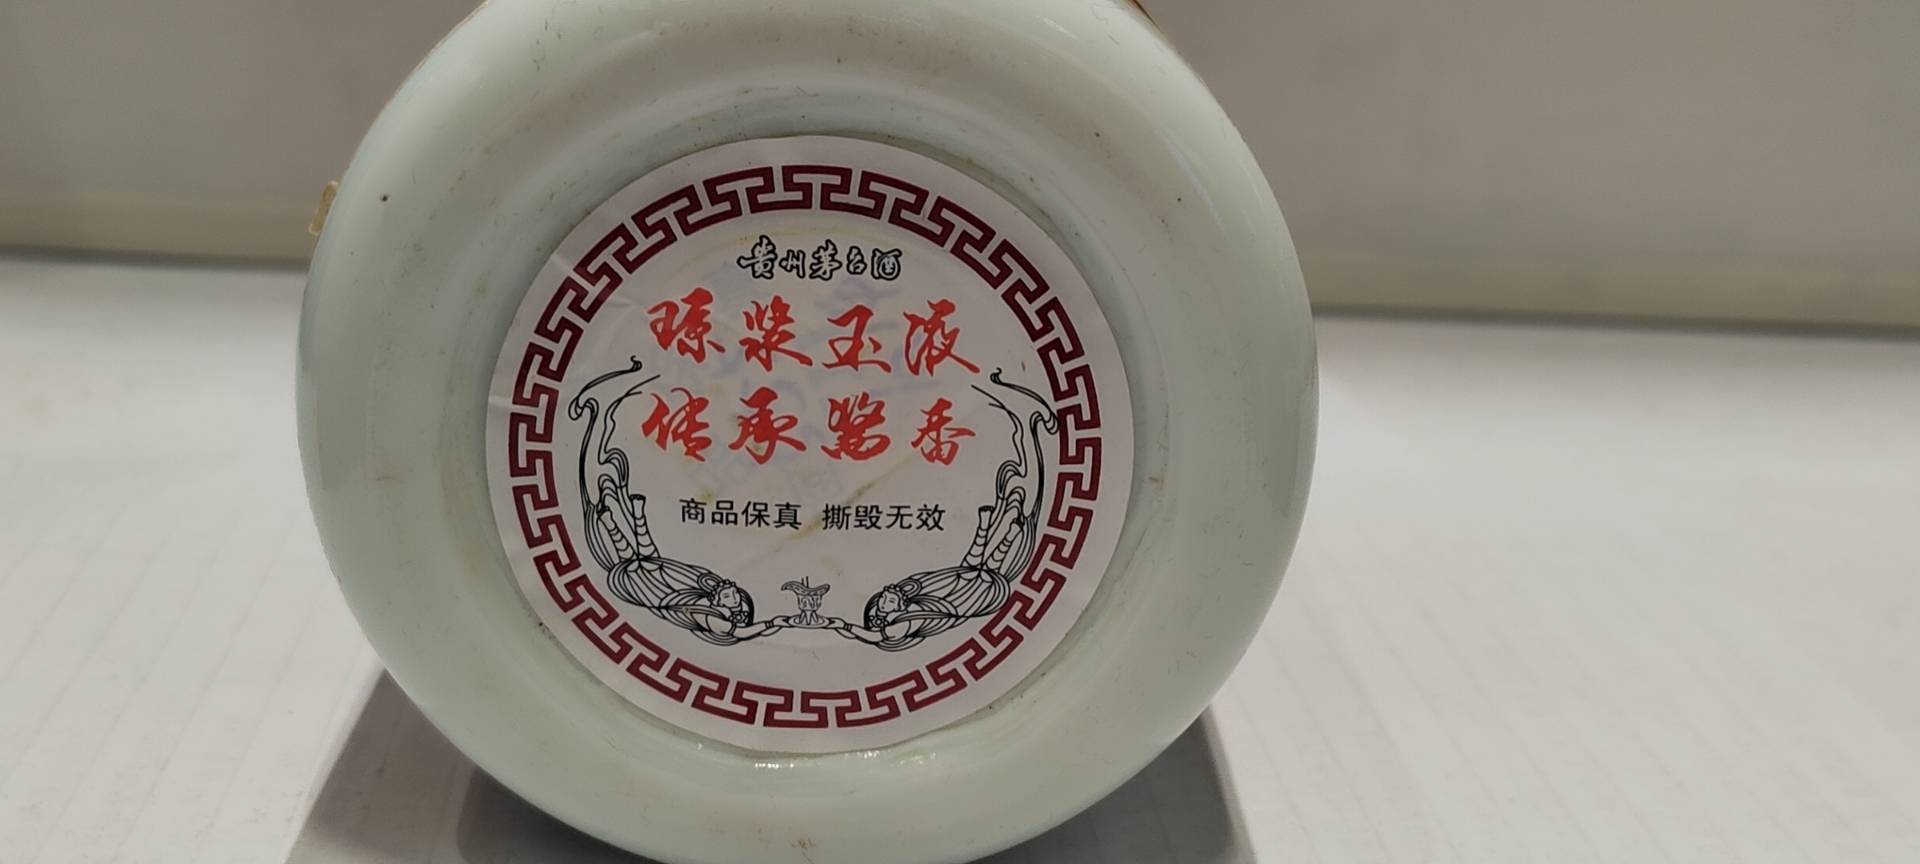 贵州茅台酒
琼浆玉液
传承酱香
商品保真 撕毁无效